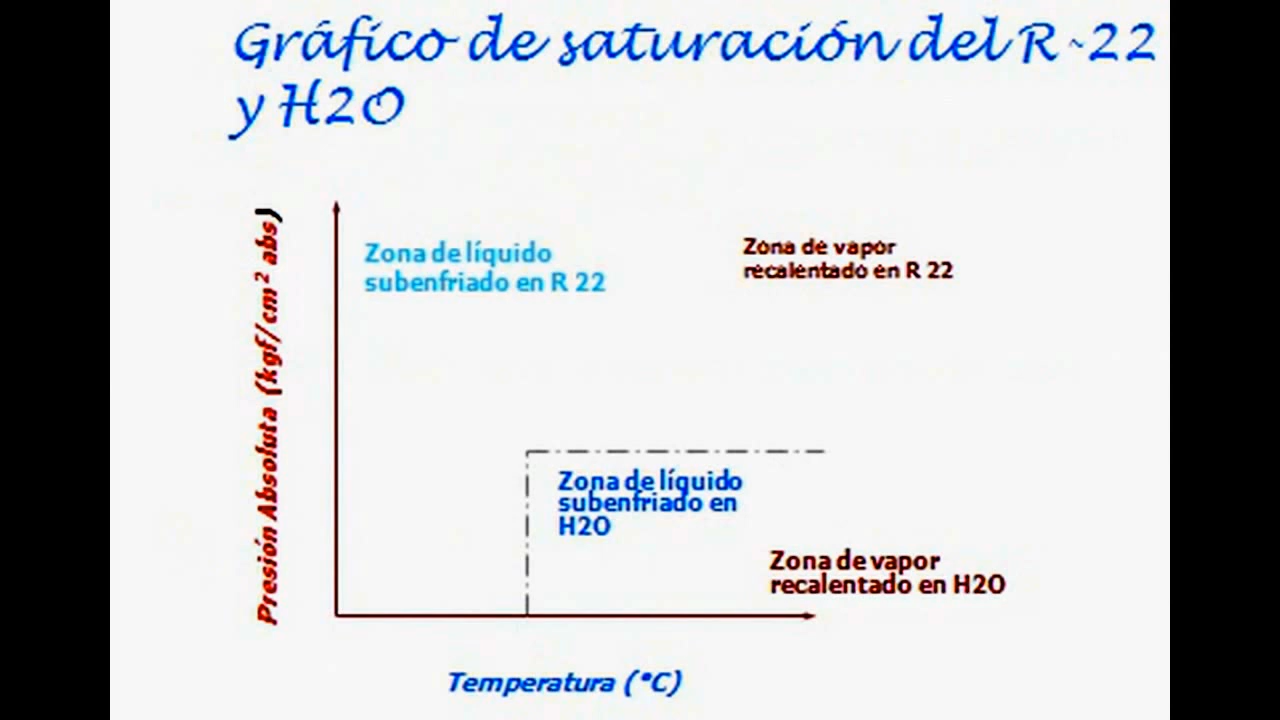 Gráfico de saturación del R-22
y H2O
Presión Absoluta (kgf/cm² abs)
Zona de líquido
subenfriado en R 22
Zona de vapor
recalentado en R 22
Zona de líquido
subenfriado en
H2O
Zona de vapor
recalentado en H2O
Temperatura (°C)